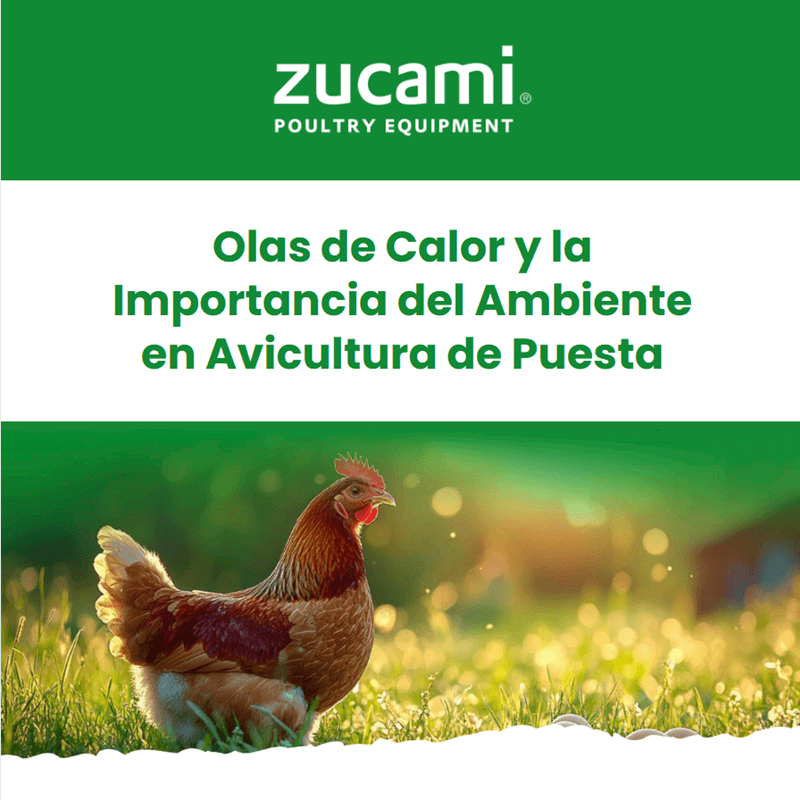 zucami®
POULTRY EQUIPMENT
Olas de Calor y la
Importancia del Ambiente
en Avicultura de Puesta